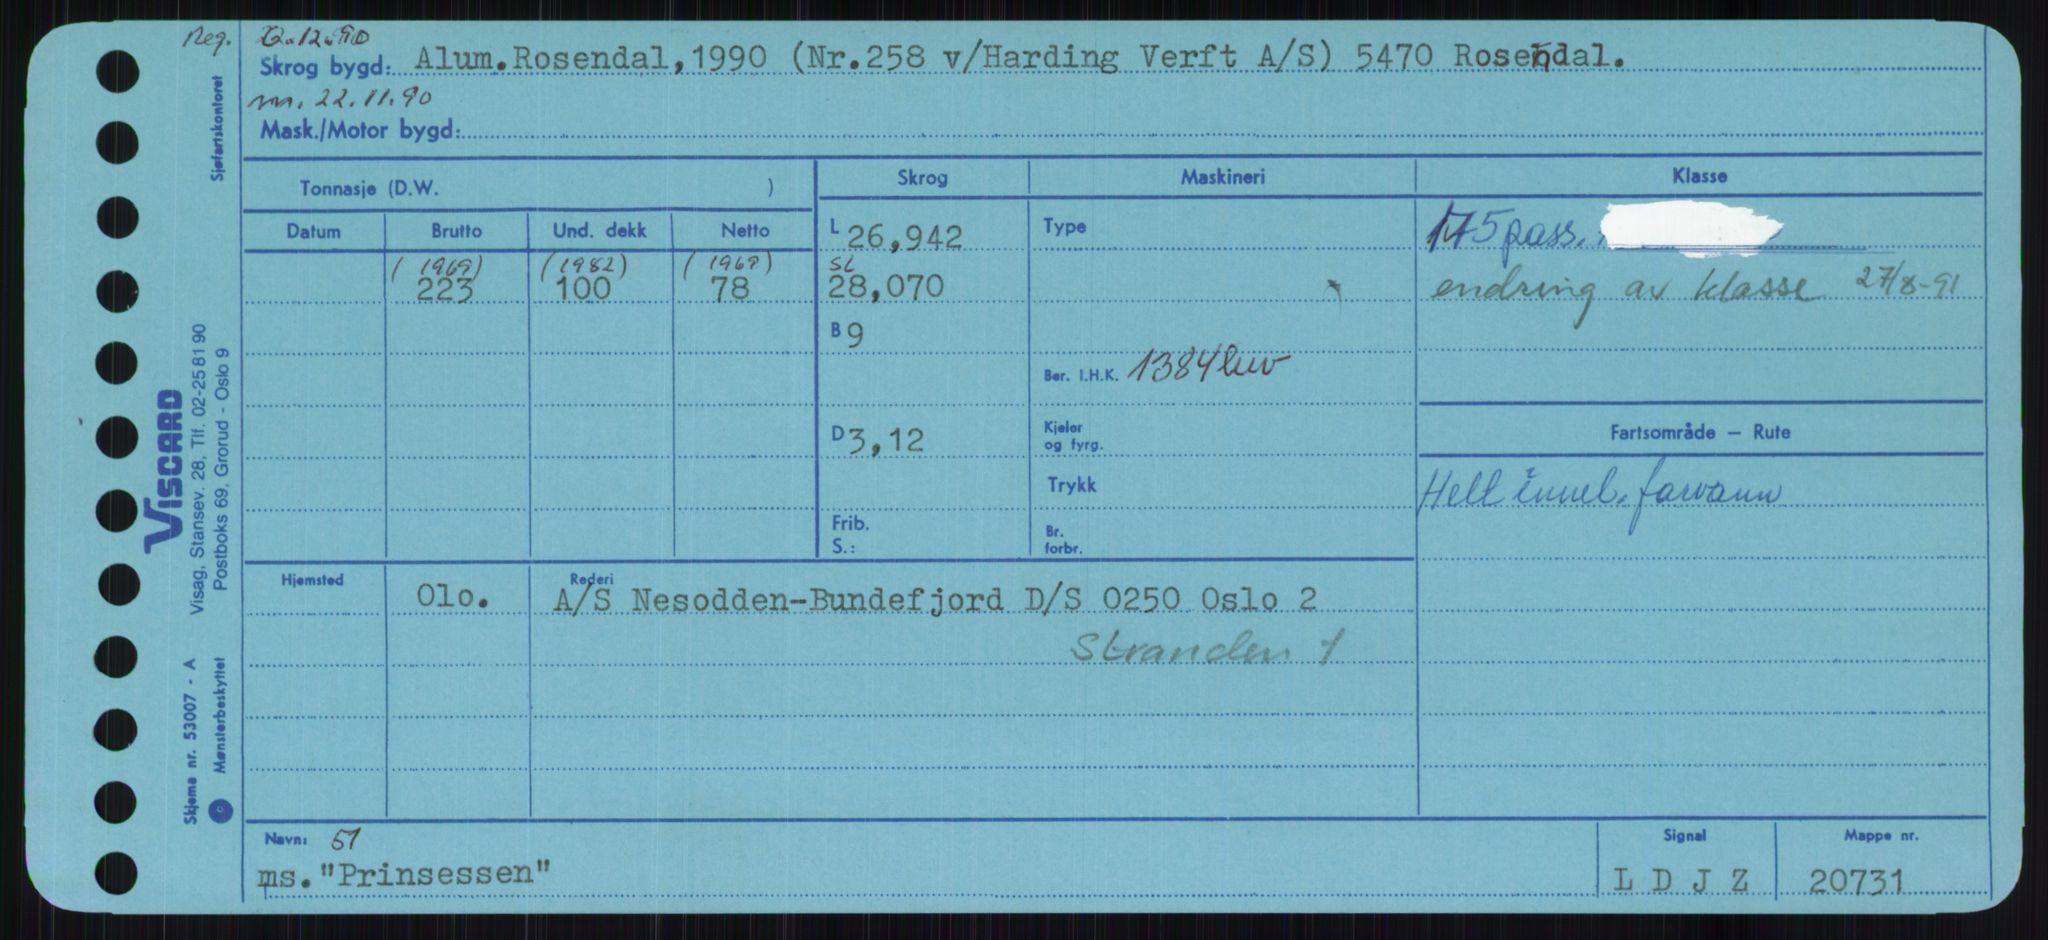 Reg. 12.12.90
Skrog bygd: Alum. Rosendal, 1990 (Nr. 258 v/Harding Verft A/S) 5470 Rosendal.
m. 22.11.90
Mask./Motor bygd:
Tonnasje (D.W. )
Skrog Maskineri Klasse
Datum Brutto Und. dekk Netto
L 26,942
Type
175 pass.
(1969) (1982) (1969)
223 100 78
SL
28,070
endring av klasse 27/8-91
B 9
Ber. I.H.K. 1384 kw
D 3,12
Kjeler
og fyrg.
Fartsområde — Rute
Trykk
Helt innel. farvann
Frib.
S.:
Br.
forbr.
Hjemsted
Olo.
Rederi
A/S Nesodden-Bundefjord D/S 0250 Oslo 2
Stranden 1
Navn: 51
ms. "Prinsessen"
Signal
L D J Z
Mappe nr.
20731
Sjøfartskontoret
VISCARD
Visag, Stansev. 28, Tlf. 02-25 81 90
Postboks 69, Grorud - Oslo 9
Skjema nr. 53007 - A
Mønsterbeskyttet